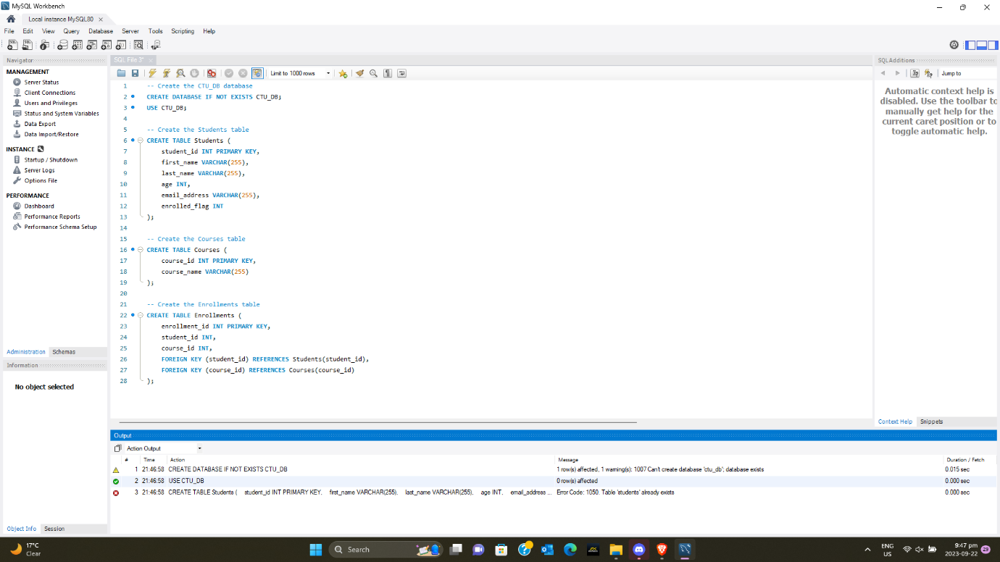 MySQL Workbench
Local instance MySQL80
File Edit View Query Database Server Tools Scripting Help
Navigator
MANAGEMENT
Server Status
Client Connections
Users and Privileges
Status and System Variables
Data Export
Data Import/Restore
INSTANCE
Startup / Shutdown
Server Logs
Options File
PERFORMANCE
Dashboard
Performance Reports
Performance Schema Setup
Administration Schemas
Information
No object selected
Object Info Session
SQL File 3*
Limit to 1000 rows
1 -- Create the CTU_DB database
2 CREATE DATABASE IF NOT EXISTS CTU_DB;
3 USE CTU_DB;
4
5 -- Create the Students table
6 CREATE TABLE Students (
7 student_id INT PRIMARY KEY,
8 first_name VARCHAR(255),
9 last_name VARCHAR(255),
10 age INT,
11 email_address VARCHAR(255),
12 enrolled_flag INT
13 );
14
15 -- Create the Courses table
16 CREATE TABLE Courses (
17 course_id INT PRIMARY KEY,
18 course_name VARCHAR(255)
19 );
20
21 -- Create the Enrollments table
22 CREATE TABLE Enrollments (
23 enrollment_id INT PRIMARY KEY,
24 student_id INT,
25 course_id INT,
26 FOREIGN KEY (student_id) REFERENCES Students(student_id),
27 FOREIGN KEY (course_id) REFERENCES Courses(course_id)
28 );
SQLAdditions
Jump to
Automatic context help is
disabled. Use the toolbar to
manually get help for the
current caret position or to
toggle automatic help.
Context Help Snippets
Output
Action Output
# Time Action Message Duration / Fetch
1 21:46:58 CREATE DATABASE IF NOT EXISTS CTU_DB 1 row(s) affected, 1 warning(s): 1007 Can't create database 'ctu_db'; database exists 0.015 sec
2 21:46:58 USE CTU_DB 0 row(s) affected 0.000 sec
3 21:46:58 CREATE TABLE Students ( student_id INT PRIMARY KEY, first_name VARCHAR(255), last_name VARCHAR(255), age INT, email_address ... Error Code: 1050. Table 'students' already exists 0.000 sec
17°C
Clear
Search
ENG
US
9:47 pm
2023-09-22
29